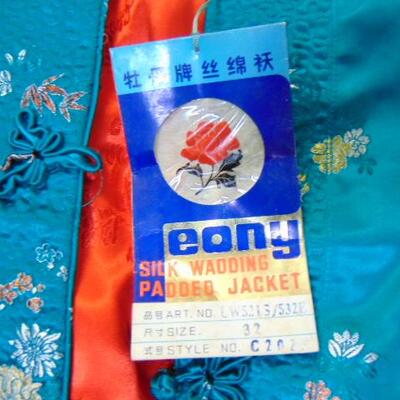 牡丹牌丝绵袄
eony
SILK WADDING
PADDED JACKET
品号ART. NO.
尺寸SIZE. 32
式号STYLE NO. C202